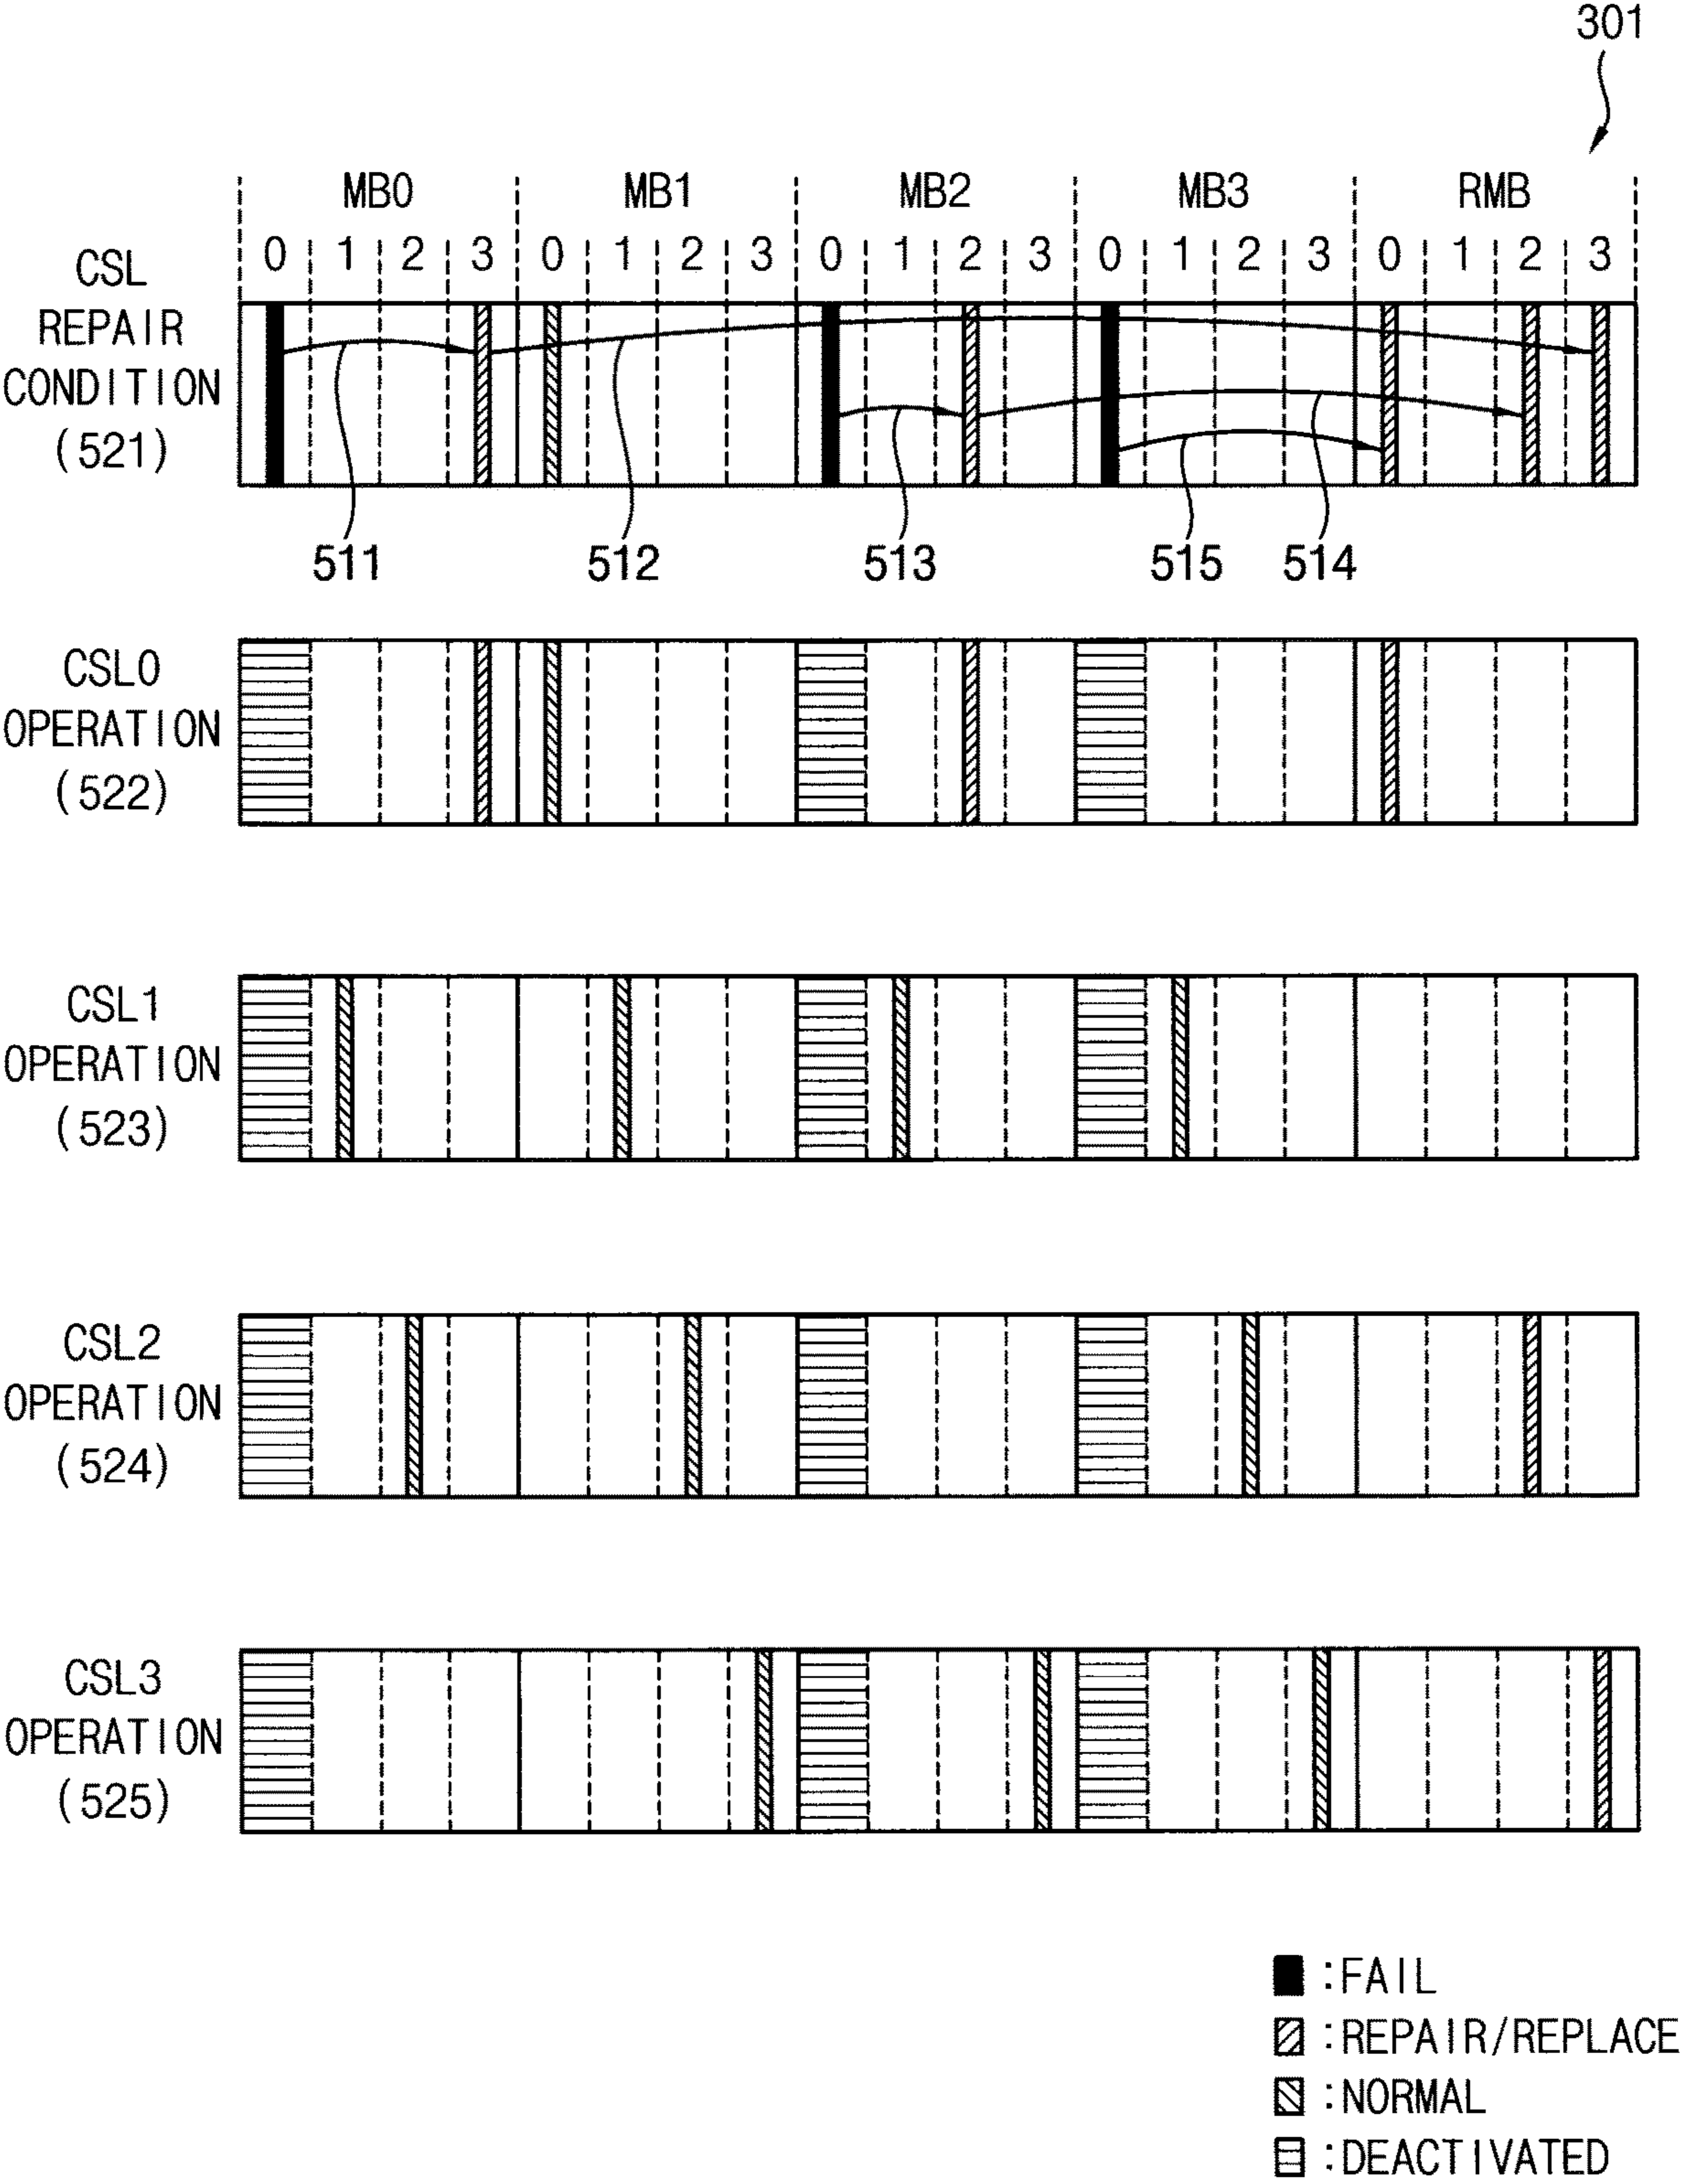 301
MB0 MB1 MB2 MB3 RMB
0 1 2 3 0 1 2 3 0 1 2 3 0 1 2 3 0 1 2 3
CSL
REPAIR
CONDITION
(521)
511 512 513 515 514
CSL0
OPERATION
(522)
CSL1
OPERATION
(523)
CSL2
OPERATION
(524)
CSL3
OPERATION
(525)
:FAIL
:REPAIR/REPLACE
:NORMAL
:DEACTIVATED